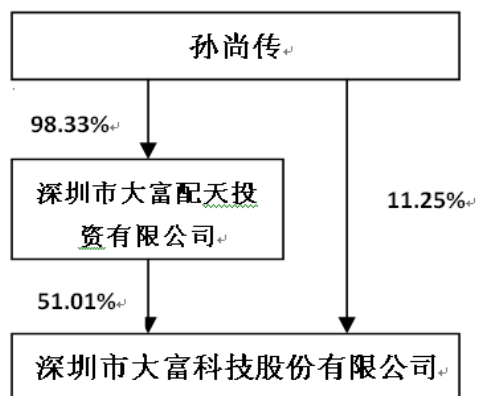 孙尚传
98.33%
深圳市大富配天投
资有限公司
11.25%
51.01%
深圳市大富科技股份有限公司